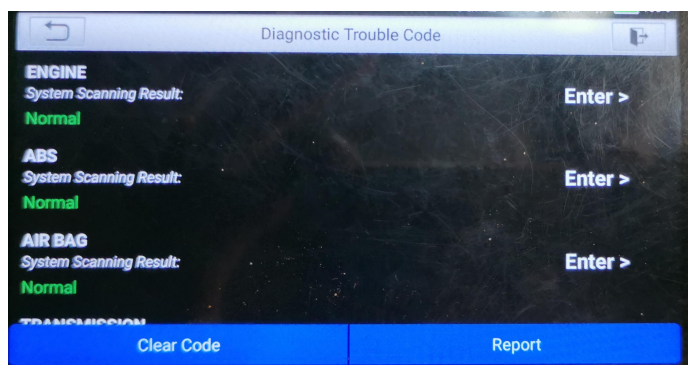 Diagnostic Trouble Code
ENGINE
System Scanning Result:
Enter >
Normal
ABS
System Scanning Result:
Enter >
Normal
AIR BAG
System Scanning Result:
Enter >
Normal
TRANSMISSION
Clear Code
Report